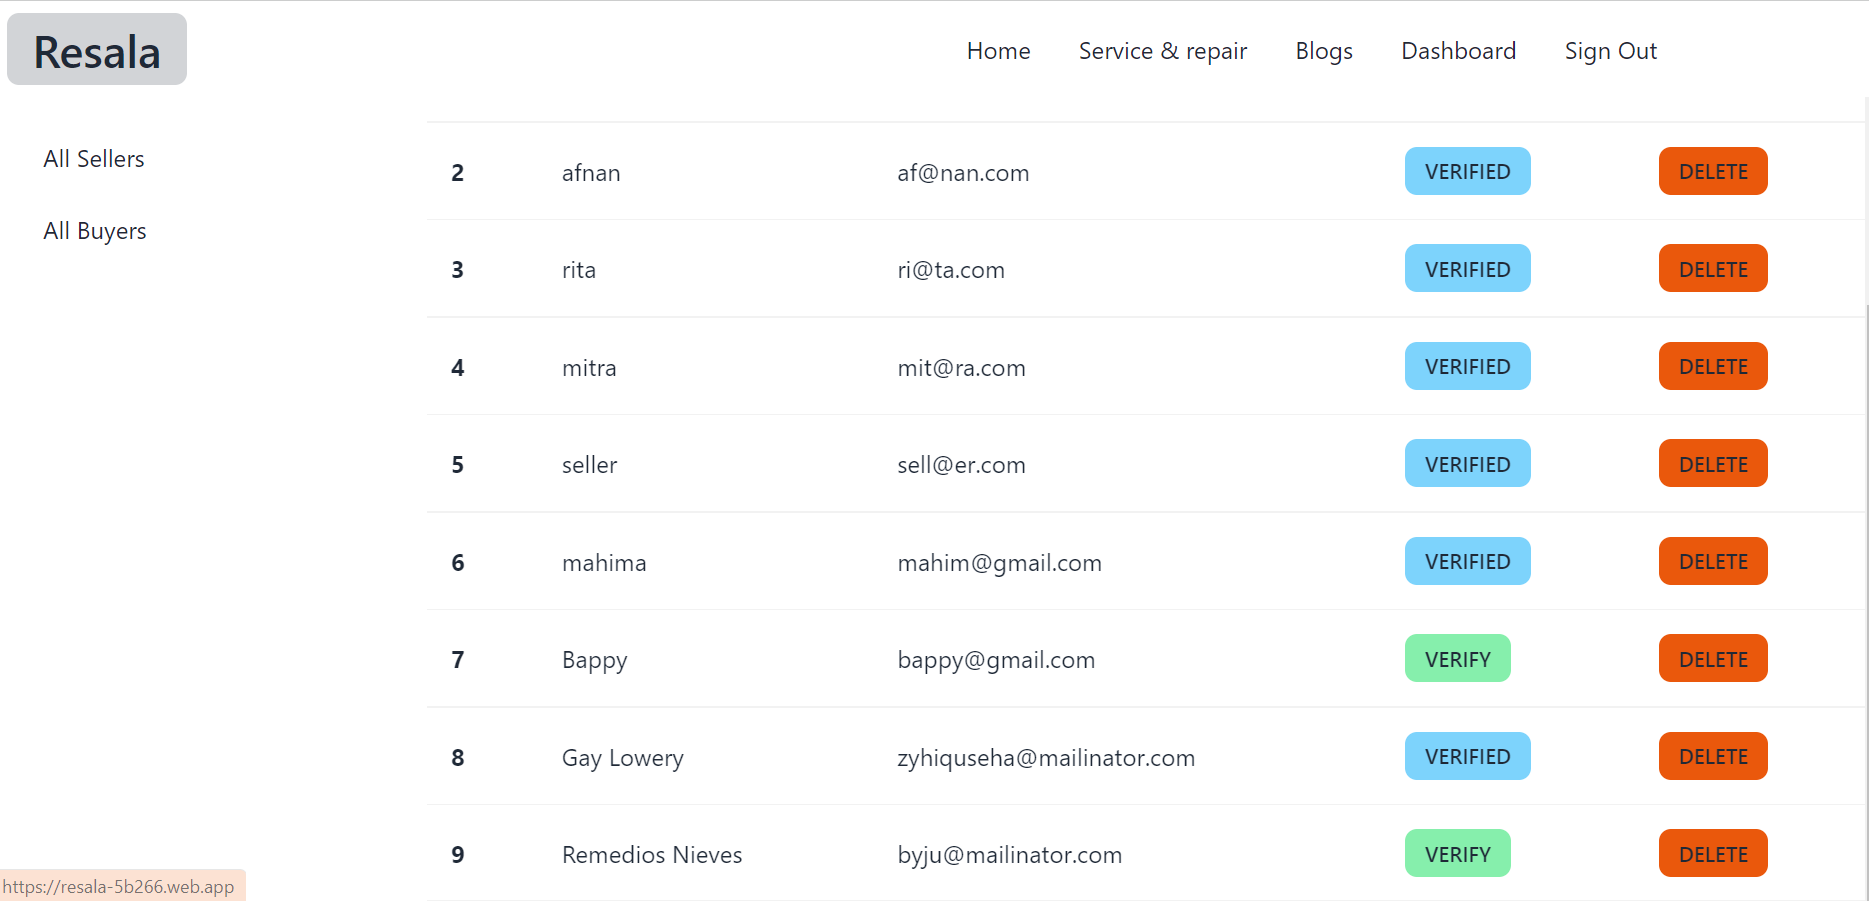 Resala
Home Service & repair Blogs Dashboard Sign Out
All Sellers
All Buyers
2 afnan af@nan.com VERIFIED DELETE
3 rita ri@ta.com VERIFIED DELETE
4 mitra mit@ra.com VERIFIED DELETE
5 seller sell@er.com VERIFIED DELETE
6 mahima mahim@gmail.com VERIFIED DELETE
7 Bappy bappy@gmail.com VERIFY DELETE
8 Gay Lowery zyhiquseha@mailinator.com VERIFIED DELETE
9 Remedios Nieves byju@mailinator.com VERIFY DELETE
https://resala-5b266.web.app